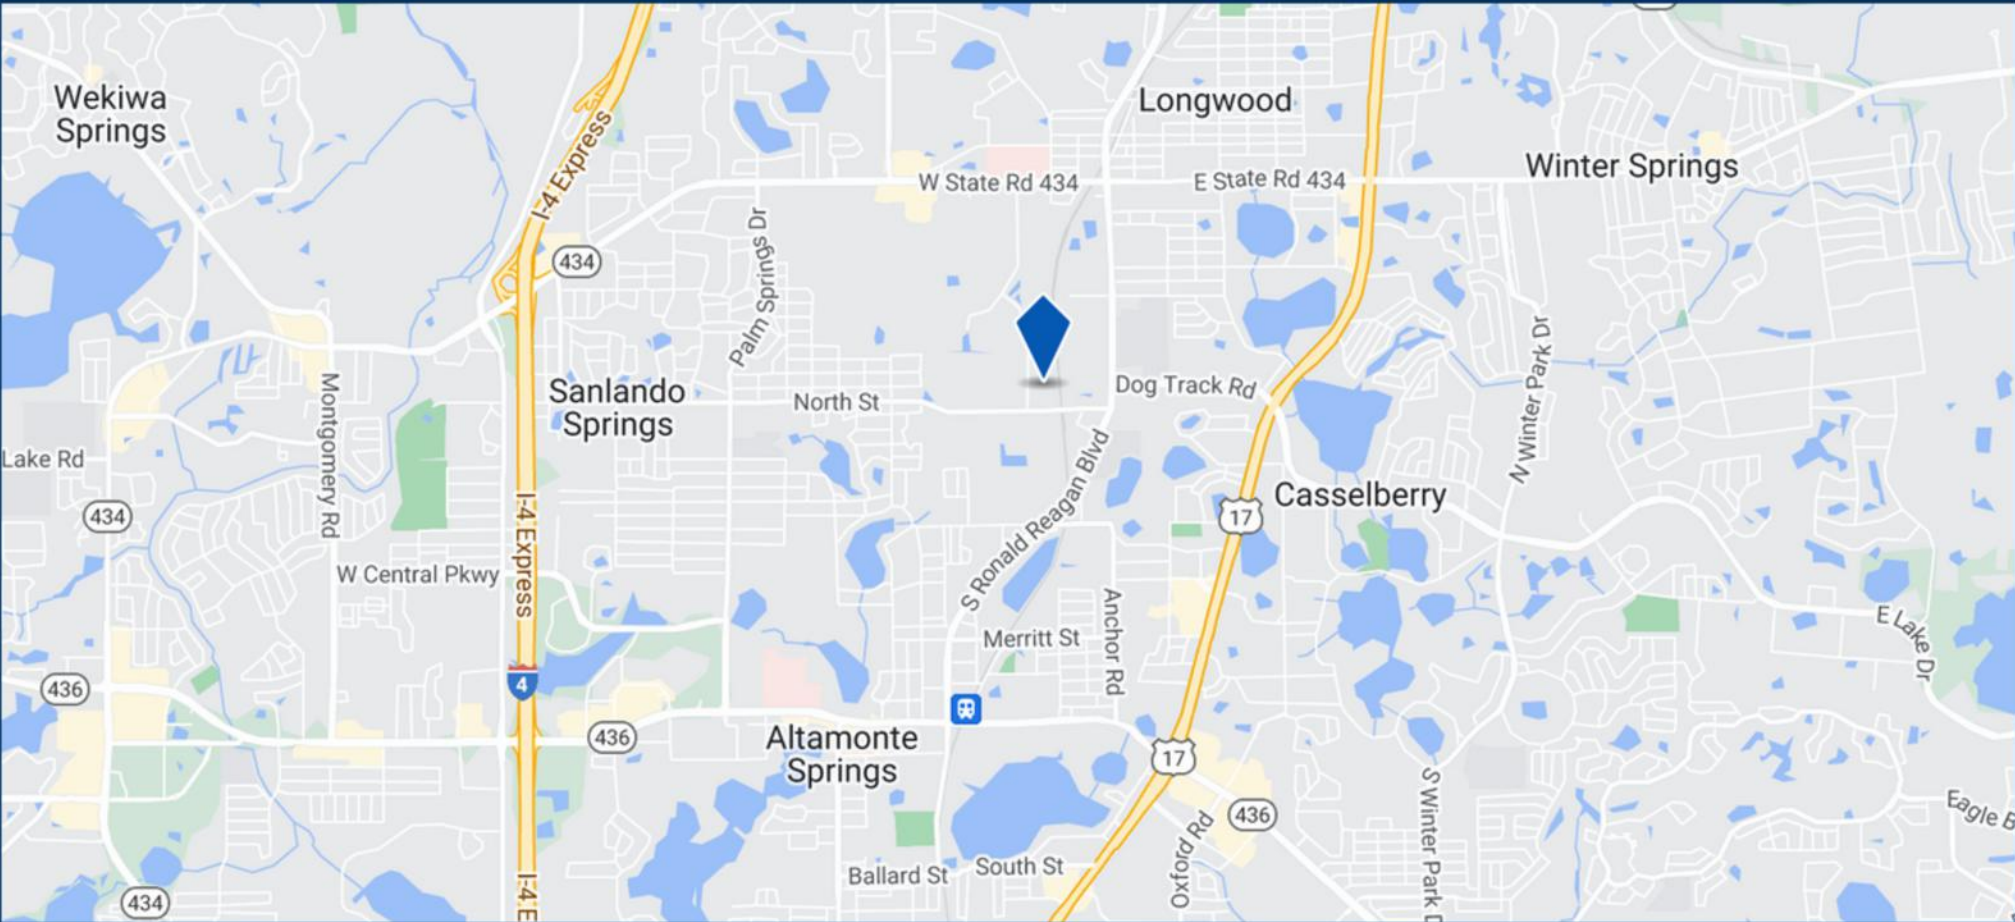 Wekiwa
Springs
Longwood
I-4 Express
Winter Springs
W State Rd 434
E State Rd 434
434
Palm Springs Dr
N Winter Park Dr
Montgomery Rd
Sanlando
Springs
North St
Dog Track Rd
Lake Rd
S Ronald Reagan Blvd
434
I-4 Express
17
Casselberry
W Central Pkwy
Anchor Rd
Merritt St
E Lake Dr
436
4
436
Altamonte
Springs
17
436
Oxford Rd
S Winter Park D
Eagle B
Ballard St
South St
434
I-4 E